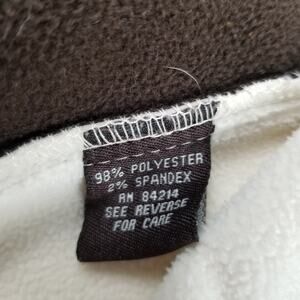 98% POLYESTER
2% SPANDEX
RN 84214
SEE REVERSE
FOR CARE